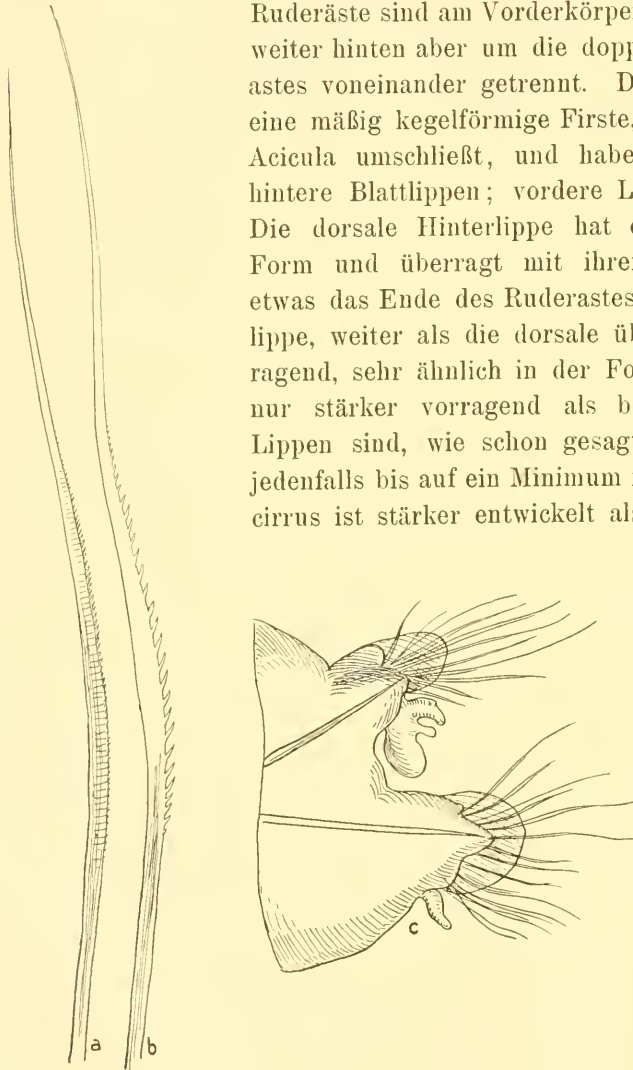 Ruderäste sind am Vorderkörper
weiter hinten aber um die dopp
astes voneinander getrennt. D
eine mäßig kegelförmige Firste,
Acicula umschließt, und habe
hintere Blattlippen; vordere L
Die dorsale Hinterlippe hat
Form und überragt mit ihre
etwas das Ende des Ruderastes
lippe, weiter als die dorsale ü
ragend, sehr ähnlich in der Fo
nur stärker vorragend als b
Lippen sind, wie schon gesag
jedenfalls bis auf ein Minimum
cirrus ist stärker entwickelt al
c
a b